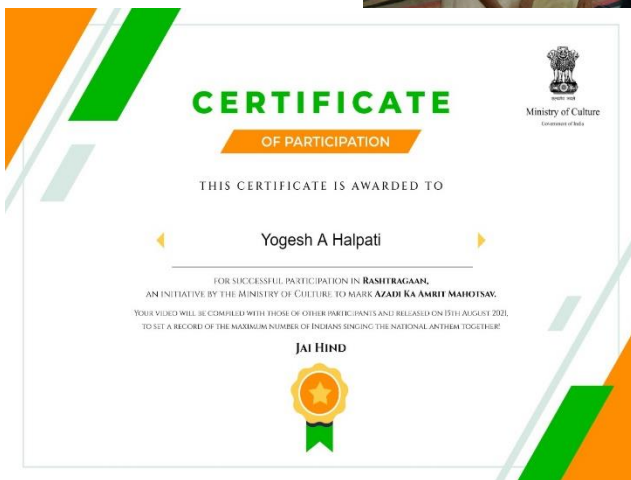 CERTIFICATE
OF PARTICIPATION
Ministry of Culture
Government of India
THIS CERTIFICATE IS AWARDED TO
Yogesh A Halpati
FOR SUCCESSFUL PARTICIPATION IN RASHTRAGAAN,
AN INITIATIVE BY THE MINISTRY OF CULTURE TO MARK AZADI KA AMRIT MAHOTSAV.
YOUR VIDEO WILL BE COMPILED WITH THOSE OF OTHER PARTICIPANTS AND RELEASED ON 15TH AUGUST 2021,
TO SET A RECORD OF THE MAXIMUM NUMBER OF INDIANS SINGING THE NATIONAL ANTHEM TOGETHER!
JAI HIND